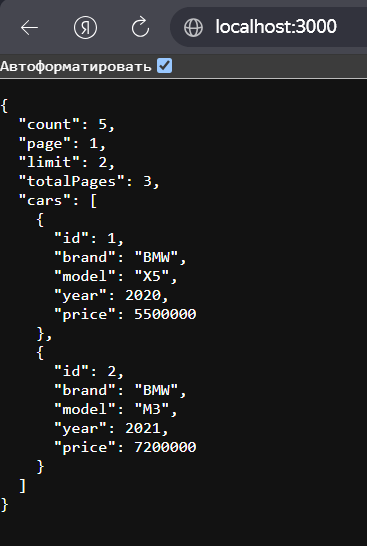 Я localhost:3000
Автоформатировать
{
  "count": 5,
  "page": 1,
  "limit": 2,
  "totalPages": 3,
  "cars": [
    {
      "id": 1,
      "brand": "BMW",
      "model": "X5",
      "year": 2020,
      "price": 5500000
    },
    {
      "id": 2,
      "brand": "BMW",
      "model": "M3",
      "year": 2021,
      "price": 7200000
    }
  ]
}